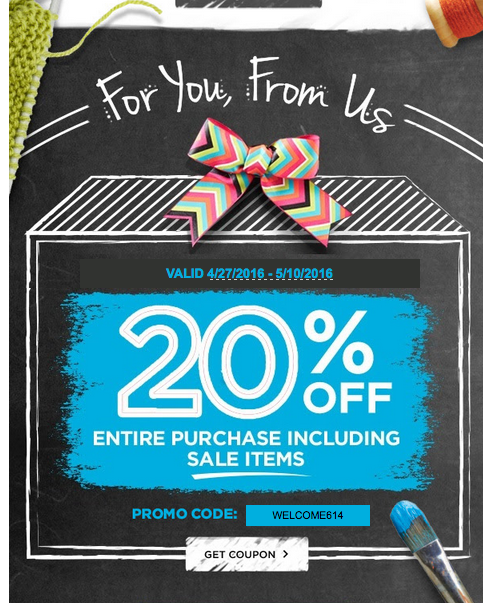 For You, From Us
VALID 4/27/2016 - 5/10/2016
20% OFF
ENTIRE PURCHASE INCLUDING
SALE ITEMS
PROMO CODE: WELCOME614
GET COUPON >